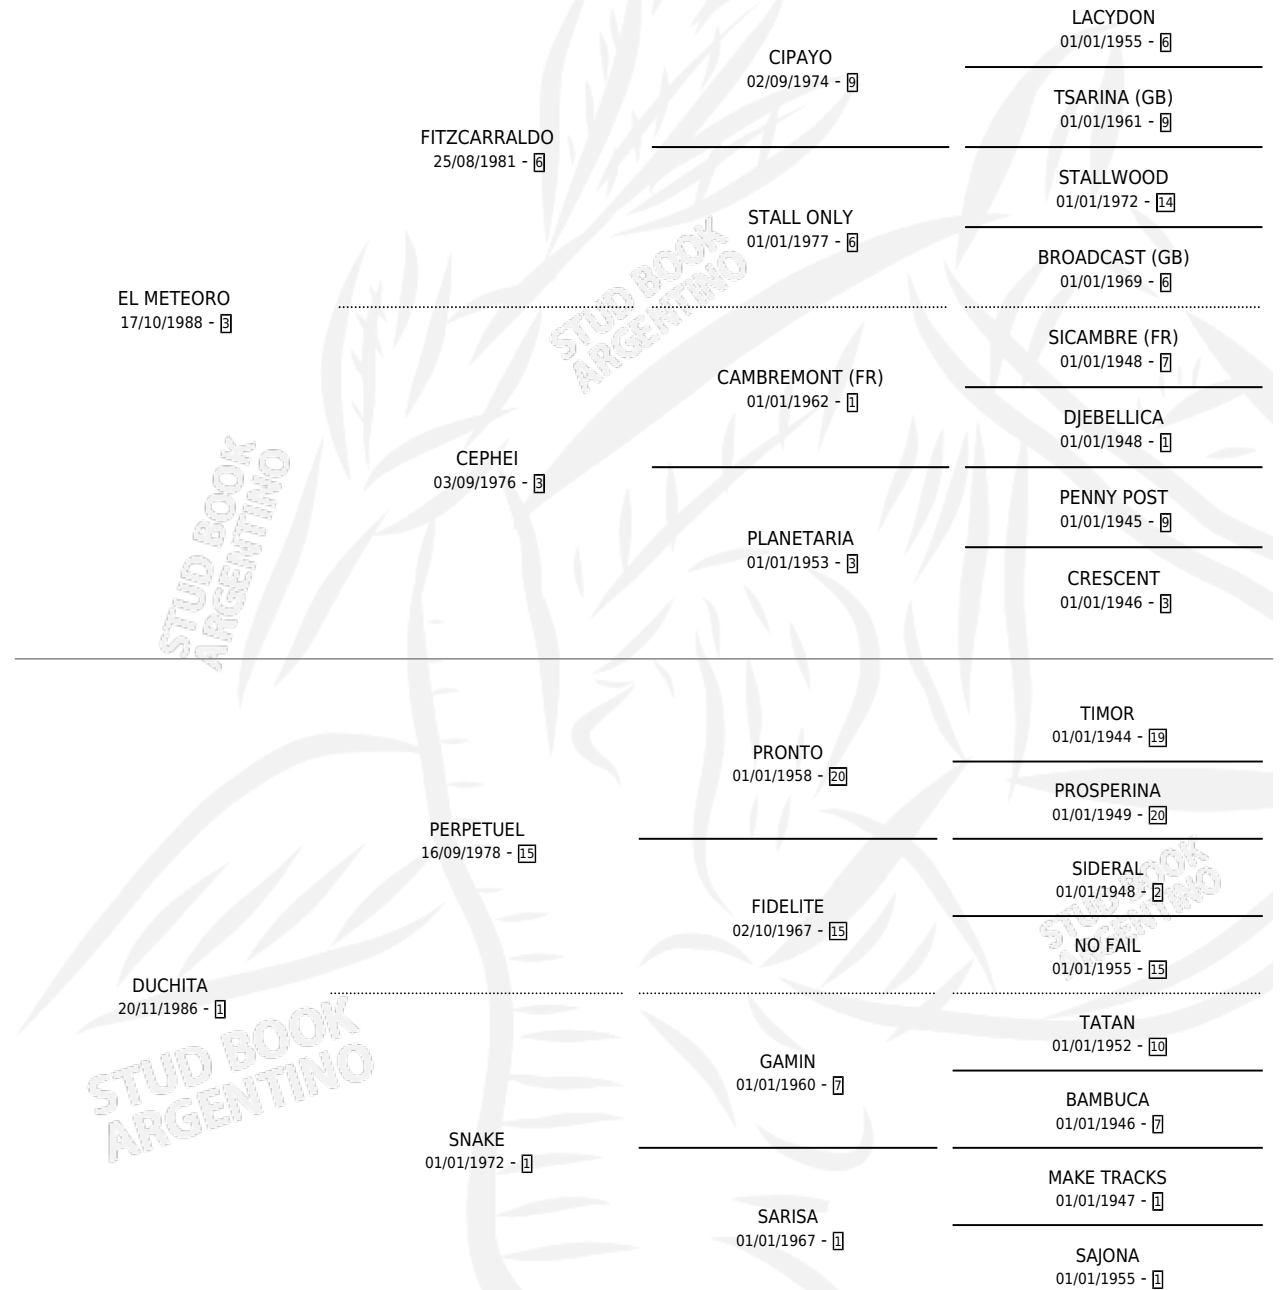 LACYDON
01/01/1955 - 6
CIPAYO
02/09/1974 - 9
TSARINA (GB)
01/01/1961 - 9
FITZCARRALDO
25/08/1981 - 6
STALLWOOD
01/01/1972 - 14
STALL ONLY
01/01/1977 - 6
BROADCAST (GB)
01/01/1969 - 6
EL METEORO
17/10/1988 - 3
STUD BOOK
ARGENTINO
SICAMBRE (FR)
01/01/1948 - 7
CAMBREMONT (FR)
01/01/1962 - 1
DJEBELLICA
01/01/1948 - 1
CEPHEI
03/09/1976 - 3
PENNY POST
01/01/1945 - 9
PLANETARIA
01/01/1953 - 3
CRESCENT
01/01/1946 - 3
STUD BOOK
ARGENTINO
TIMOR
01/01/1944 - 19
PRONTO
01/01/1958 - 20
PROSPERINA
01/01/1949 - 20
PERPETUEL
16/09/1978 - 15
SIDERAL
01/01/1948 - 2
FIDELITE
02/10/1967 - 15
STUD BOOK
ARGENTINO
NO FAIL
01/01/1955 - 15
DUCHITA
20/11/1986 - 1
TATAN
01/01/1952 - 10
GAMIN
01/01/1960 - 7
STUD BOOK
ARGENTINO
BAMBUCA
01/01/1946 - 7
SNAKE
01/01/1972 - 1
MAKE TRACKS
01/01/1947 - 1
SARISA
01/01/1967 - 1
SAJONA
01/01/1955 - 1